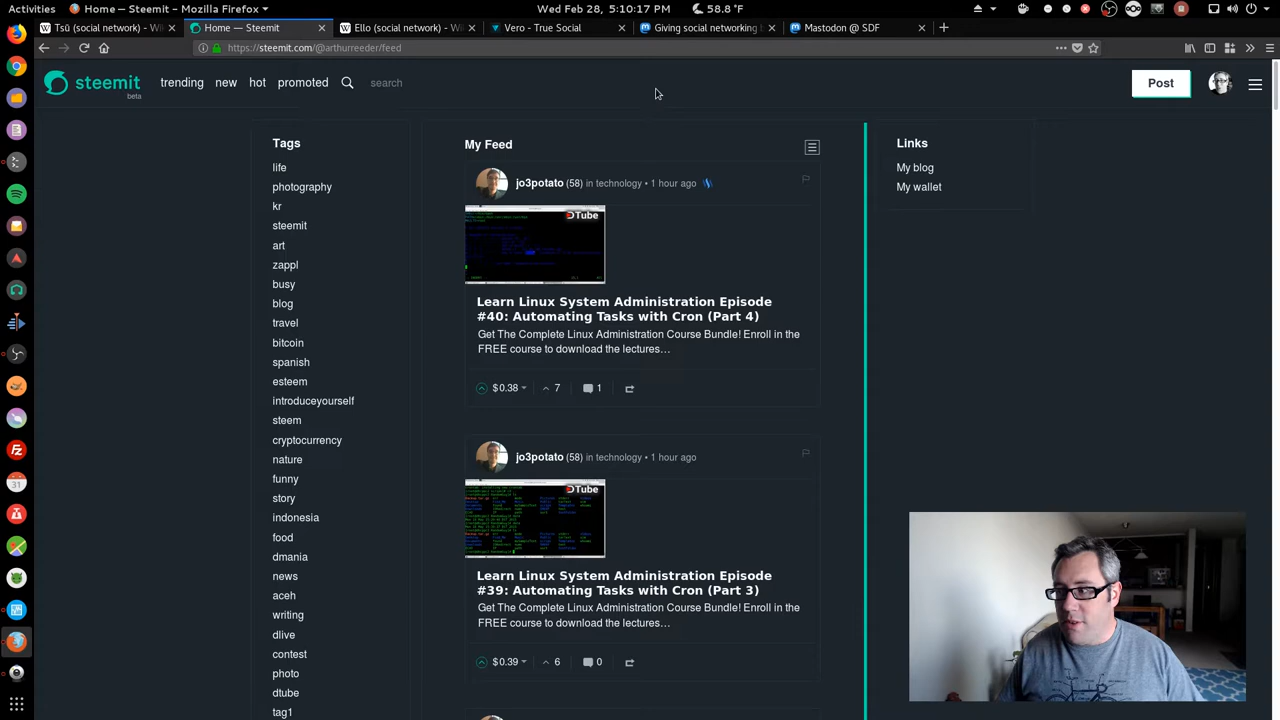 Activities
Home — Steemit - Mozilla Firefox
Wed Feb 28, 5:10:17 PM
58.8 °F
Tsū (social network) - Wik
Home — Steemit
Ello (social network) - Wi
Vero - True Social
Giving social networking b
Mastodon @ SDF
https://steemit.com/@arthurreeder/feed
steemit
beta
trending
new
hot
promoted
search
Post
Tags
life
photography
kr
steemit
art
zappl
busy
blog
travel
bitcoin
spanish
esteem
introduceyourself
steem
cryptocurrency
nature
funny
story
indonesia
food
dmania
news
aceh
writing
dlive
contest
photo
dtube
tag1
My Feed
jo3potato (58) in technology • 1 hour ago
DTube
Learn Linux System Administration Episode
#40: Automating Tasks with Cron (Part 4)
Get The Complete Linux Administration Course Bundle! Enroll in the
FREE course to download the lectures…
$0.38
7
1
jo3potato (58) in technology • 1 hour ago
DTube
Learn Linux System Administration Episode
#39: Automating Tasks with Cron (Part 3)
Get The Complete Linux Administration Course Bundle! Enroll in the
FREE course to download the lectures…
$0.39
6
0
Links
My blog
My wallet
31